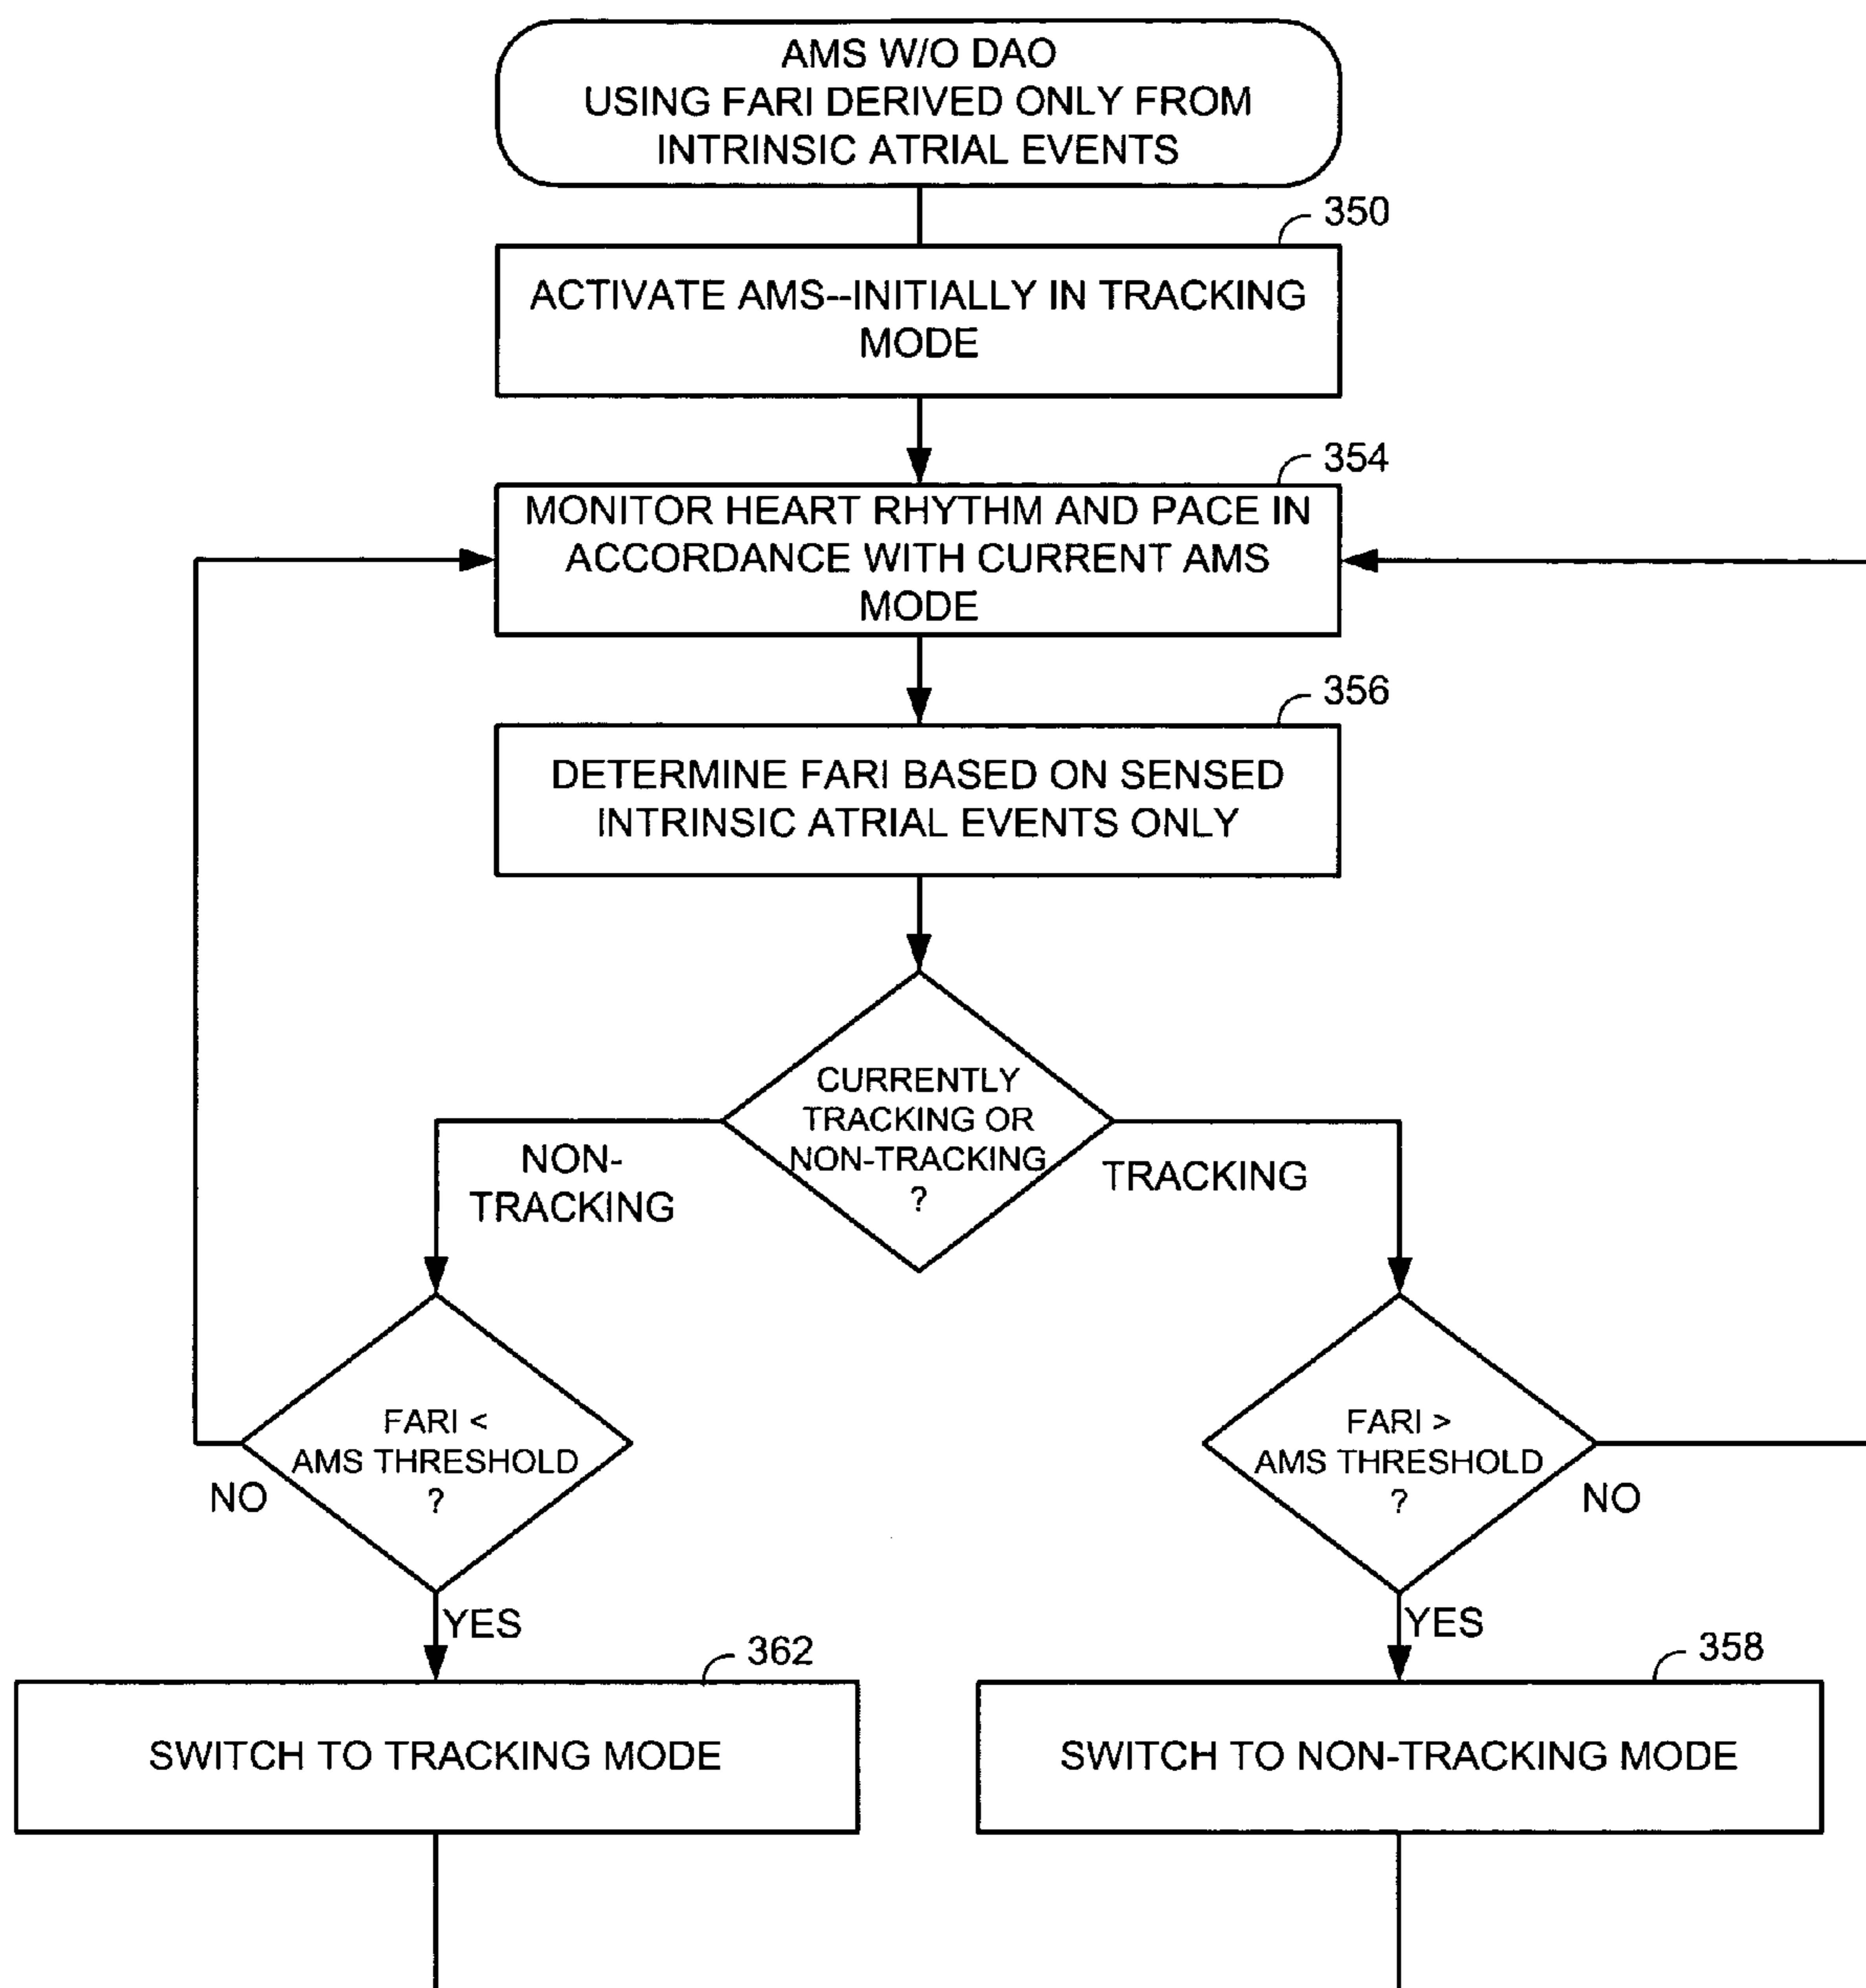 AMS W/O DAO
USING FARI DERIVED ONLY FROM
INTRINSIC ATRIAL EVENTS
350
ACTIVATE AMS--INITIALLY IN TRACKING
MODE
354
MONITOR HEART RHYTHM AND PACE IN
ACCORDANCE WITH CURRENT AMS
MODE
356
DETERMINE FARI BASED ON SENSED
INTRINSIC ATRIAL EVENTS ONLY
CURRENTLY
TRACKING OR
NON-TRACKING
?
NON-
TRACKING
TRACKING
FARI <
AMS THRESHOLD
?
NO
YES
FARI >
AMS THRESHOLD
?
NO
YES
362
SWITCH TO TRACKING MODE
358
SWITCH TO NON-TRACKING MODE